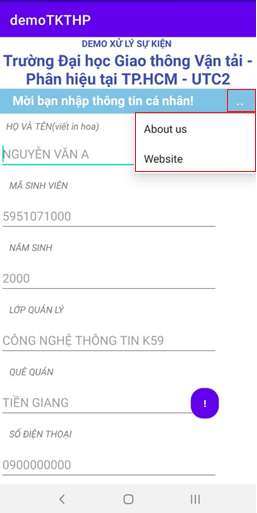 demoTKTHP
DEMO XỬ LÝ SỰ KIỆN
Trường Đại học Giao thông Vận tải -
Phân hiệu tại TP.HCM - UTC2
Mời bạn nhập thông tin cá nhân!
..
About us
Website
HỌ VÀ TÊN(viết in hoa)
NGUYỄN VĂN A
MÃ SINH VIÊN
5951071000
NĂM SINH
2000
LỚP QUẢN LÝ
CÔNG NGHỆ THÔNG TIN K59
QUÊ QUÁN
TIỀN GIANG
!
SỐ ĐIỆN THOẠI
0900000000